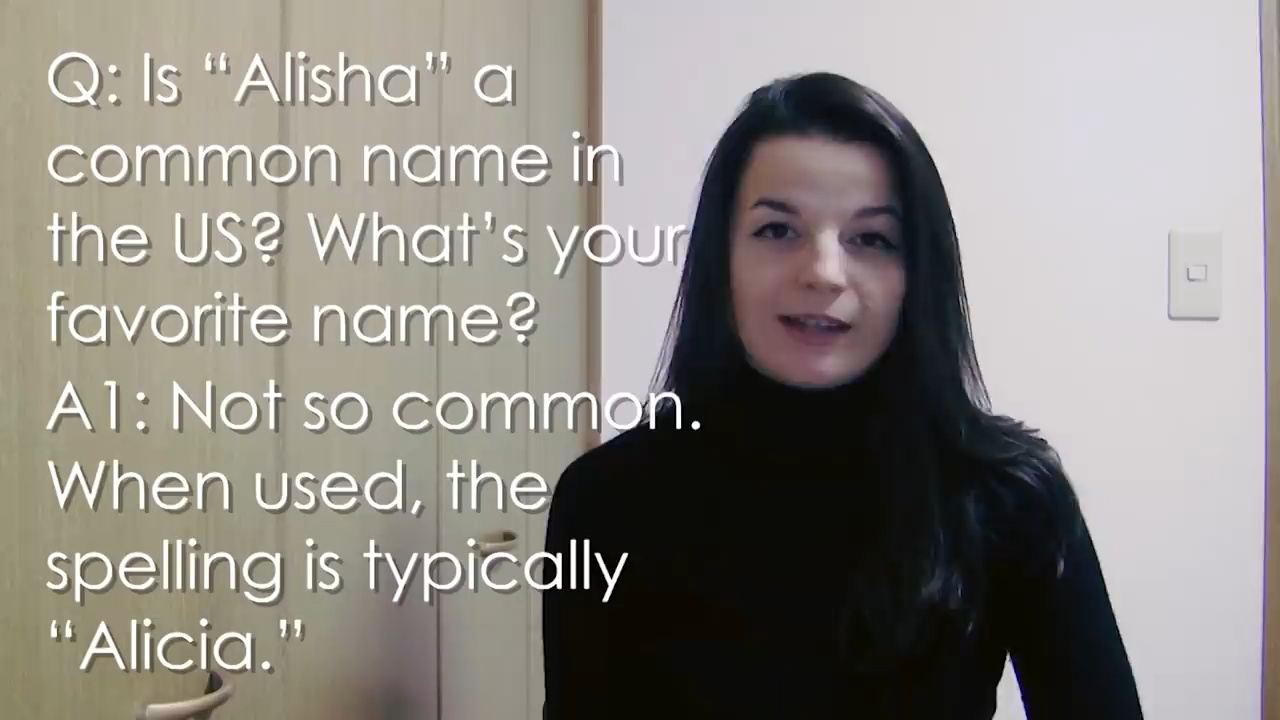 Q: Is “Alisha” a
common name in
the US? What’s your
favorite name?
A1: Not so common.
When used, the
spelling is typically
“Alicia.”